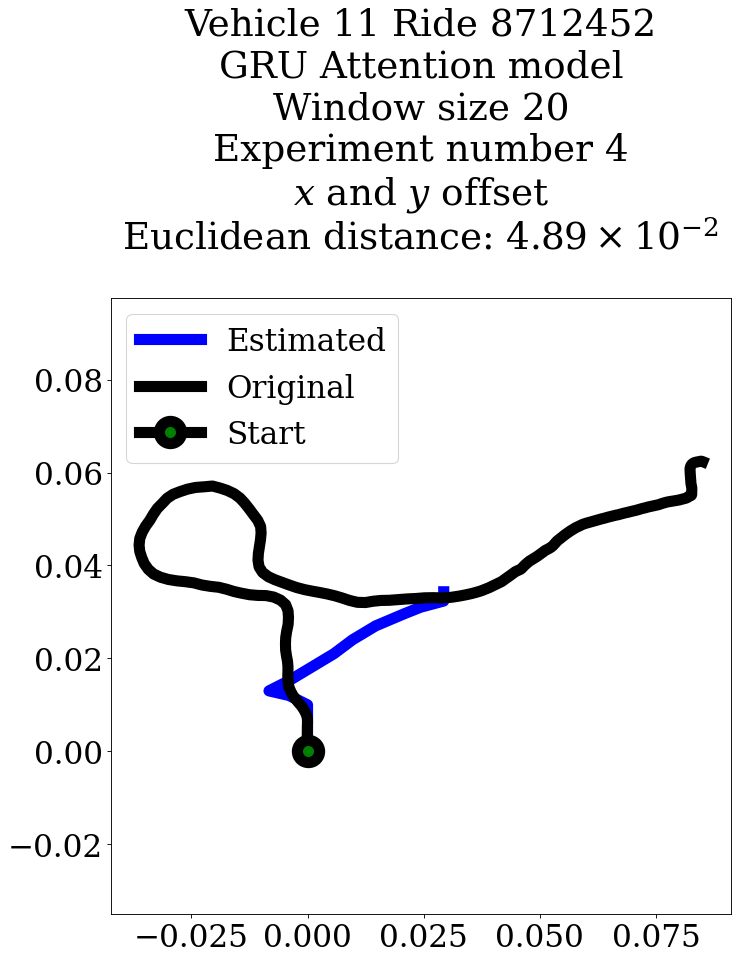 Vehicle 11 Ride 8712452
GRU Attention model
Window size 20
Experiment number 4
x and y offset
Euclidean distance: 4.89 × 10⁻²
Estimated
Original
Start
0.08
0.06
0.04
0.02
0.00
−0.02
−0.025 0.000 0.025 0.050 0.075